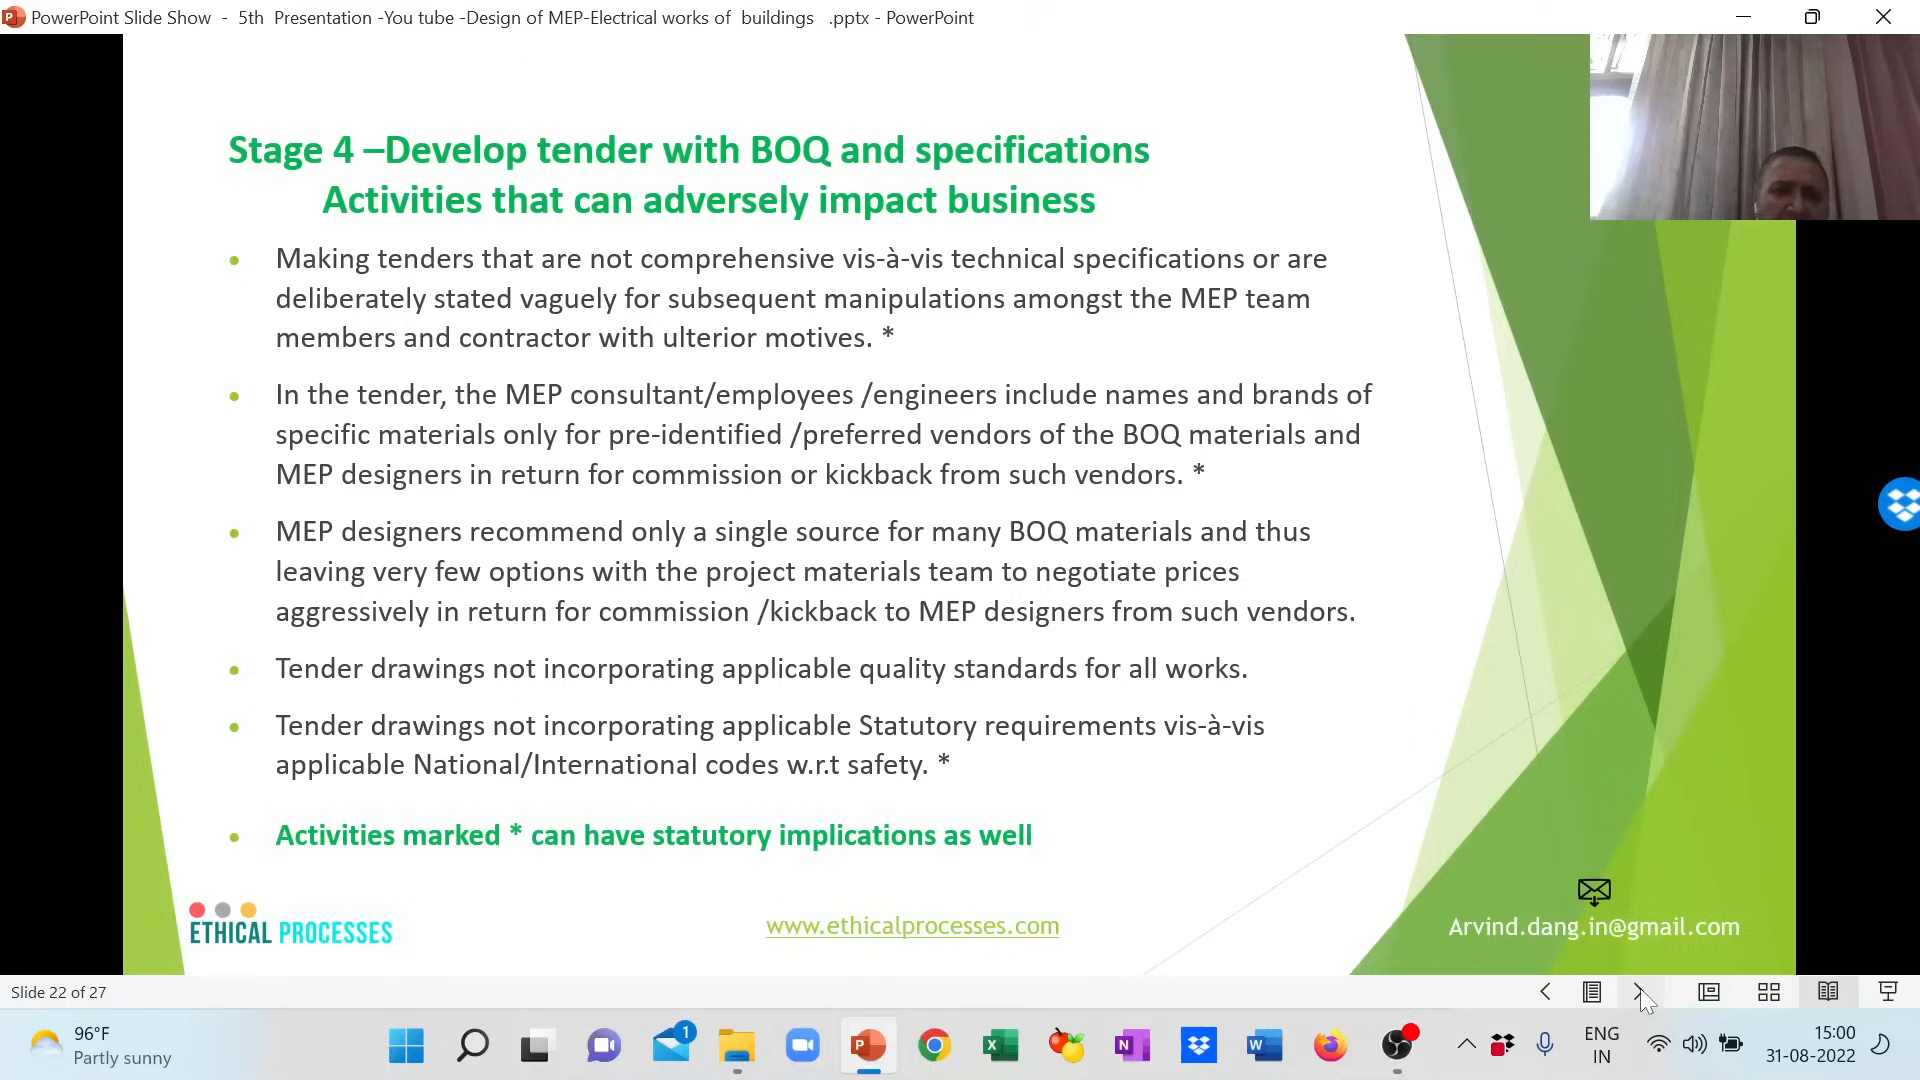 PowerPoint Slide Show - 5th Presentation -You tube -Design of MEP-Electrical works of buildings .pptx - PowerPoint
Stage 4 –Develop tender with BOQ and specifications
Activities that can adversely impact business
• Making tenders that are not comprehensive vis-à-vis technical specifications or are
deliberately stated vaguely for subsequent manipulations amongst the MEP team
members and contractor with ulterior motives. *
• In the tender, the MEP consultant/employees /engineers include names and brands of
specific materials only for pre-identified /preferred vendors of the BOQ materials and
MEP designers in return for commission or kickback from such vendors. *
• MEP designers recommend only a single source for many BOQ materials and thus
leaving very few options with the project materials team to negotiate prices
aggressively in return for commission /kickback to MEP designers from such vendors.
• Tender drawings not incorporating applicable quality standards for all works.
• Tender drawings not incorporating applicable Statutory requirements vis-à-vis
applicable National/International codes w.r.t safety. *
• Activities marked * can have statutory implications as well
ETHICAL PROCESSES
www.ethicalprocesses.com
Arvind.dang.in@gmail.com
Slide 22 of 27
96°F
Partly sunny
1
ENG
IN
15:00
31-08-2022